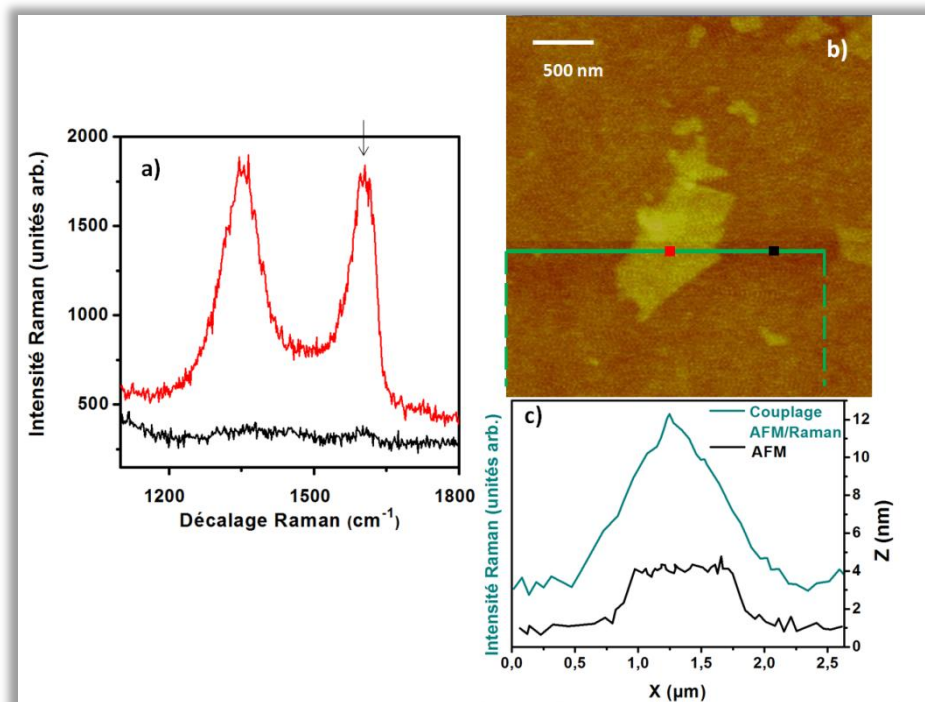 a)
Intensité Raman (unités arb.)
2000
1500
1000
500
1200
1500
1800
Décalage Raman (cm⁻¹)
b)
500 nm
c)
Couplage
AFM/Raman
AFM
Intensité Raman (unités arb.)
12
10
8
6
4
2
0
Z (nm)
0,0
0,5
1,0
1,5
2,0
2,5
X (µm)